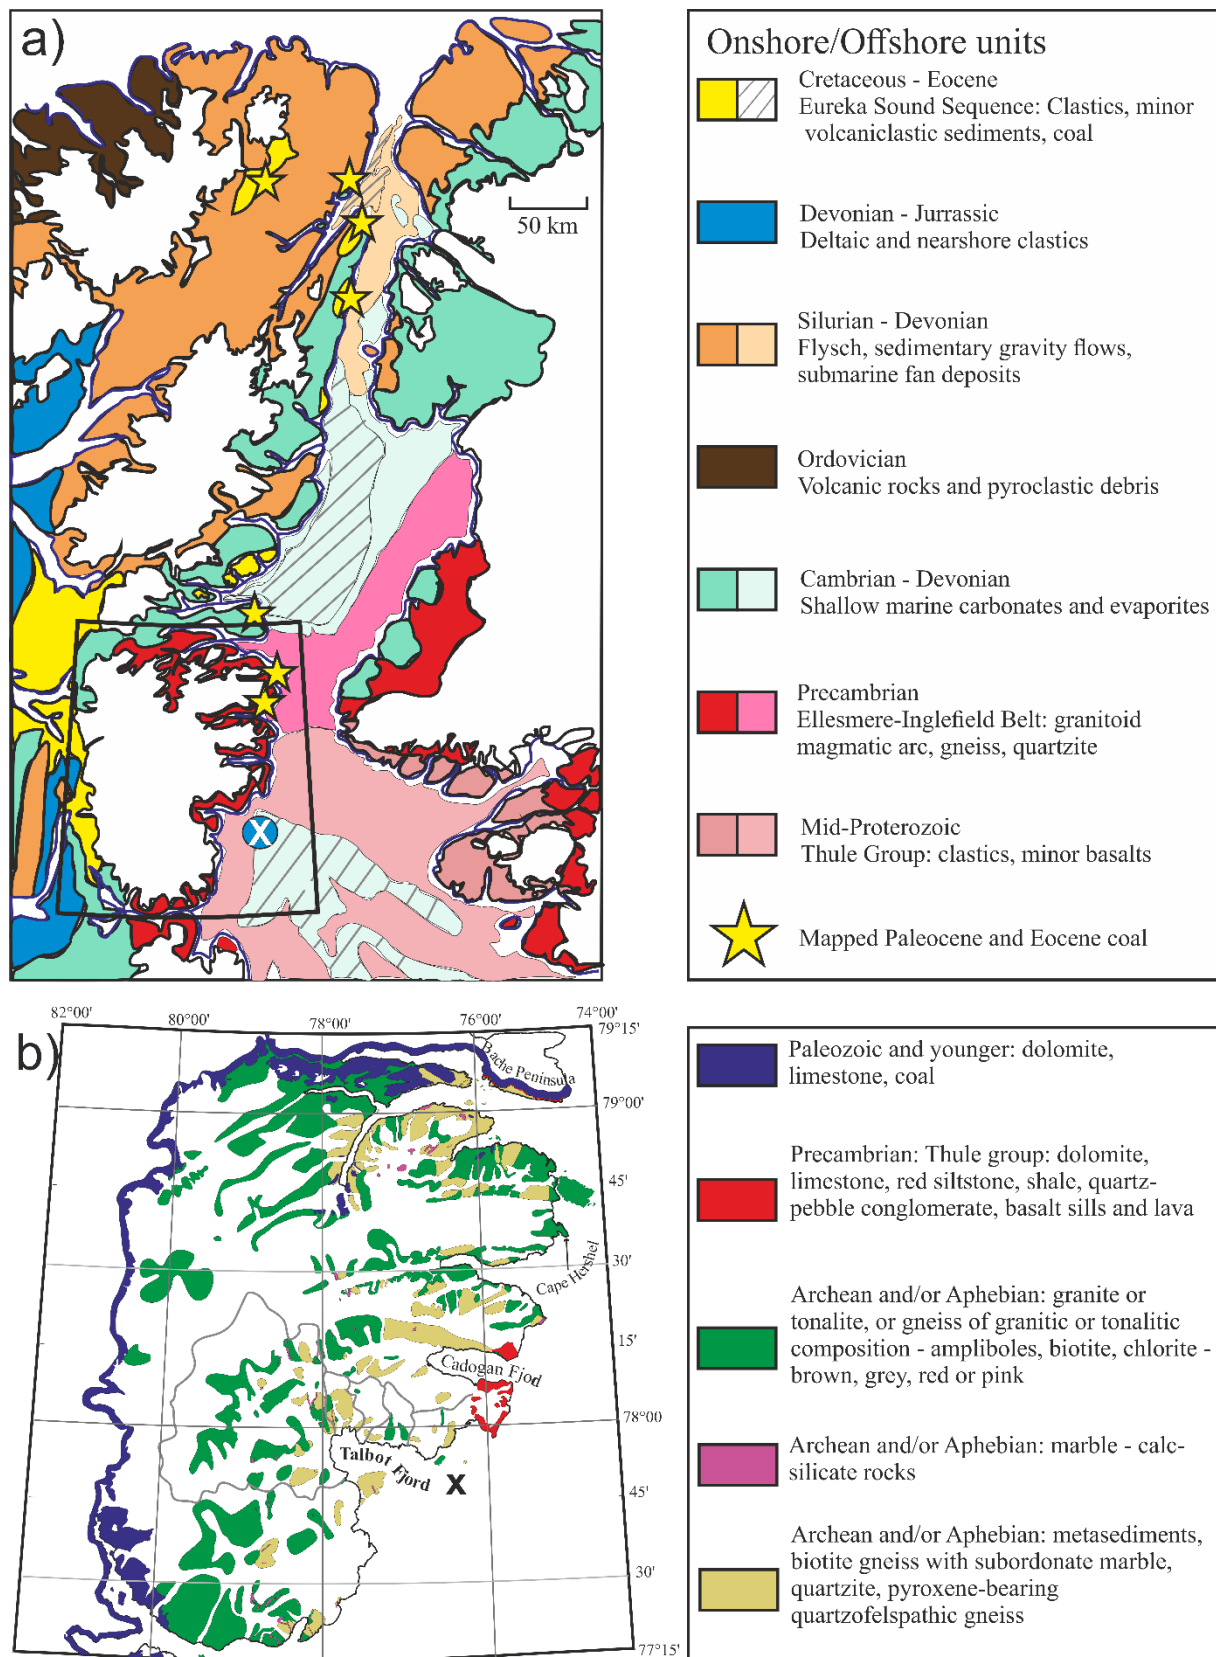 a)
50 km
X
Onshore/Offshore units
Cretaceous - Eocene
Eureka Sound Sequence: Clastics, minor
volcaniclastic sediments, coal
Devonian - Jurrassic
Deltaic and nearshore clastics
Silurian - Devonian
Flysch, sedimentary gravity flows,
submarine fan deposits
Ordovician
Volcanic rocks and pyroclastic debris
Cambrian - Devonian
Shallow marine carbonates and evaporites
Precambrian
Ellesmere-Inglefield Belt: granitoid
magmatic arc, gneiss, quartzite
Mid-Proterozoic
Thule Group: clastics, minor basalts
Mapped Paleocene and Eocene coal
b)
82°00'
80°00'
78°00'
76°00'
74°00'
79°15'
Bache Peninsula
79°00'
45'
Cape Hershel
30'
15'
Cadogan Fjod
78°00'
Talbot Fjord
X
45'
30'
77°15'
Paleozoic and younger: dolomite,
limestone, coal
Precambrian: Thule group: dolomite,
limestone, red siltstone, shale, quartz-
pebble conglomerate, basalt sills and lava
Archean and/or Aphebian: granite or
tonalite, or gneiss of granitic or tonalitic
composition - ampliboles, biotite, chlorite -
brown, grey, red or pink
Archean and/or Aphebian: marble - calc-
silicate rocks
Archean and/or Aphebian: metasediments,
biotite gneiss with subordonate marble,
quartzite, pyroxene-bearing
quartzofelspathic gneiss